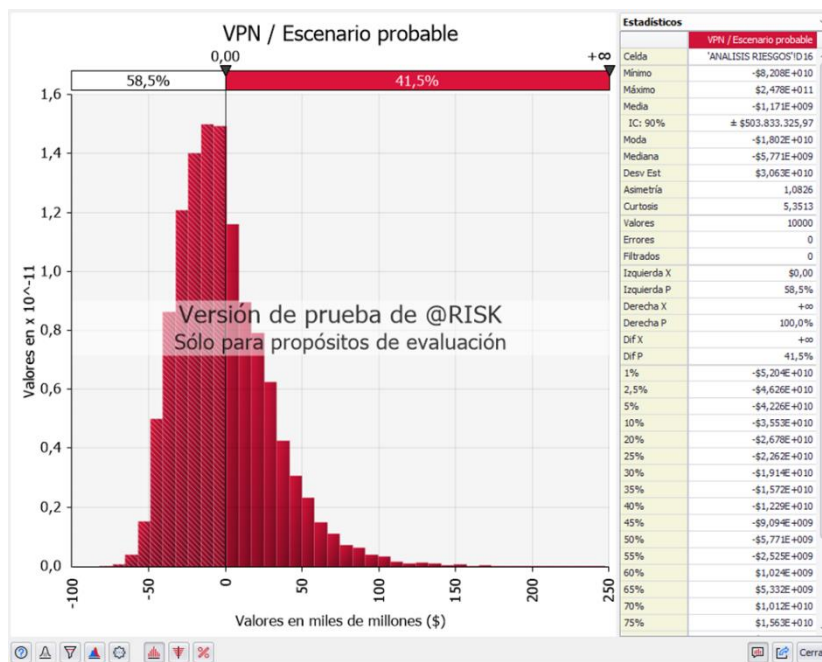 VPN / Escenario probable
0,00
+∞
58,5%
41,5%
1,6
1,4
1,2
1,0
0,8
0,6
0,4
0,2
0,0
Valores en x 10^-11
Versión de prueba de @RISK
Sólo para propósitos de evaluación
-100
-50
0
50
100
150
200
250
Valores en miles de millones ($)
Estadísticos
VPN / Escenario probable
Celda 'ANALISIS RIESGOS'!D16
Mínimo -$8,208E+010
Máximo $2,478E+011
Media -$1,171E+009
IC: 90% ± $503.833.325,97
Moda -$1,802E+010
Mediana -$5,771E+009
Desv Est $3,063E+010
Asimetría 1,0826
Curtosis 5,3513
Valores 10000
Errores 0
Filtrados 0
Izquierda X $0,00
Izquierda P 58,5%
Derecha X +∞
Derecha P 100,0%
Dif X +∞
Dif P 41,5%
1% -$5,204E+010
2,5% -$4,626E+010
5% -$4,226E+010
10% -$3,553E+010
20% -$2,678E+010
25% -$2,262E+010
30% -$1,914E+010
35% -$1,572E+010
40% -$1,229E+010
45% -$9,094E+009
50% -$5,771E+009
55% -$2,525E+009
60% $1,024E+009
65% $5,332E+009
70% $1,012E+010
75% $1,563E+010
Cerra